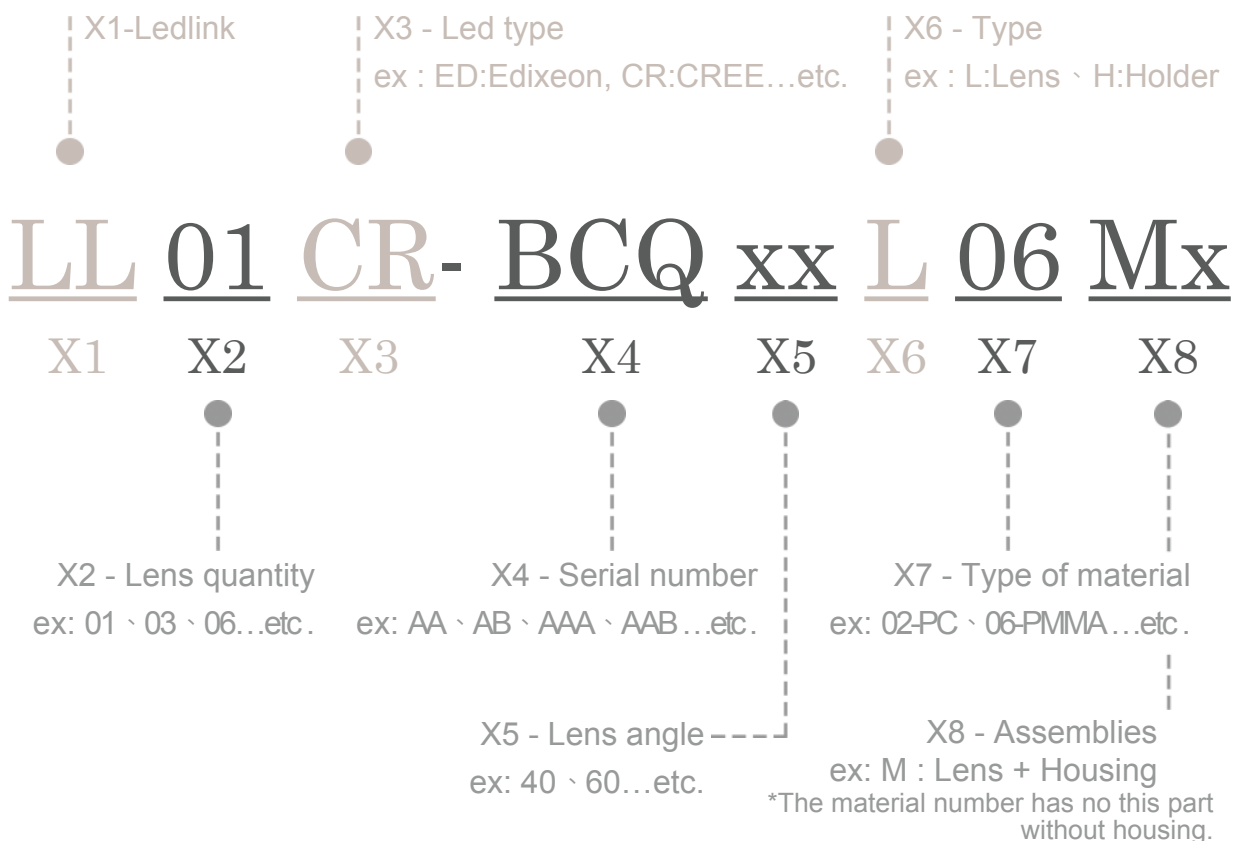 X1-Ledlink X3 - Led type X6 - Type
ex : ED:Edixeon, CR:CREE…etc. ex : L:Lens、H:Holder
LL 01 CR- BCQ xx L 06 Mx
X1 X2 X3 X4 X5 X6 X7 X8
X2 - Lens quantity X4 - Serial number X7 - Type of material
ex: 01、03、06…etc. ex: AA、AB、AAA、AAB…etc. ex: 02-PC、06-PMMA…etc.
X5 - Lens angle X8 - Assemblies
ex: 40、60…etc. ex: M : Lens + Housing
*The material number has no this part
without housing.